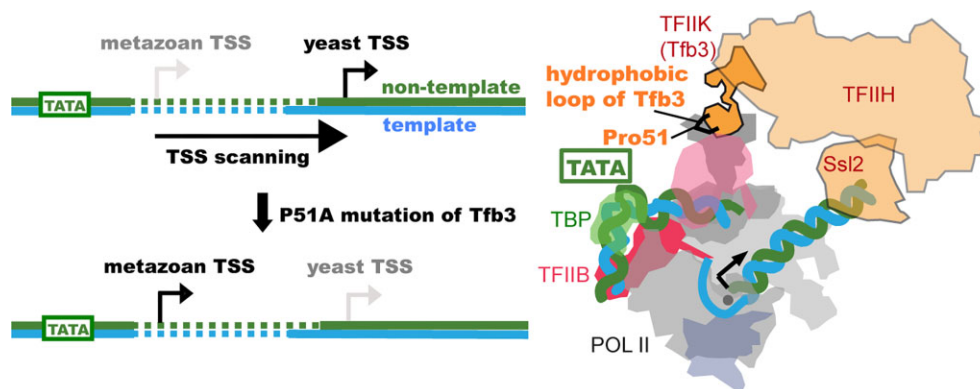 metazoan TSS
yeast TSS
non-template
TATA
template
TSS scanning
P51A mutation of Tfb3
metazoan TSS
yeast TSS
TATA
TFIIK
(Tfb3)
hydrophobic
loop of Tfb3
Pro51
TFIIH
Ssl2
TATA
TBP
TFIIB
POL II